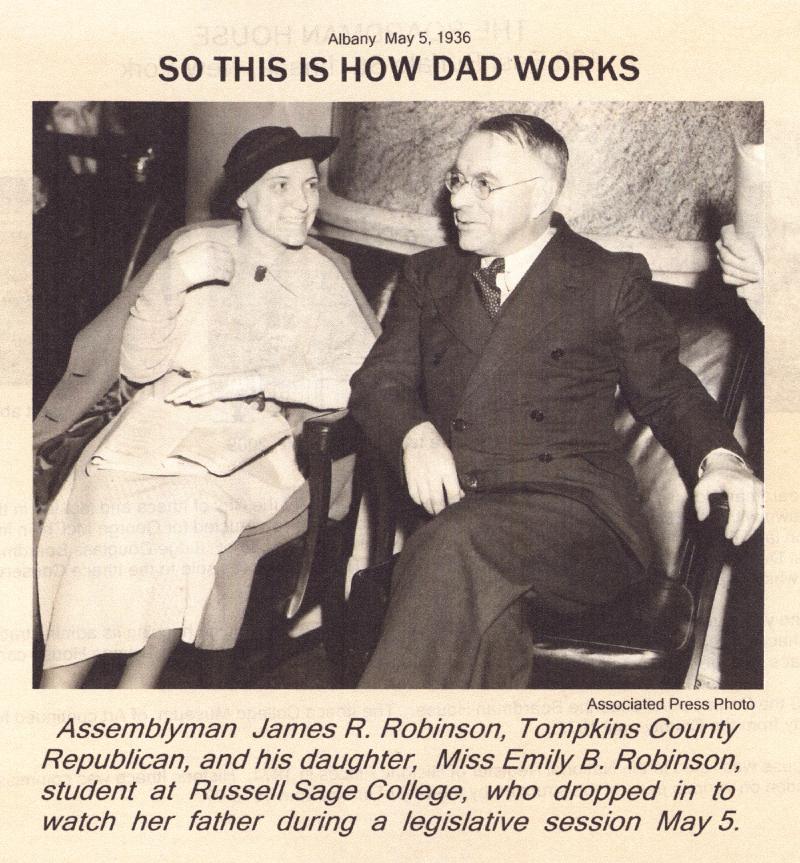 Albany May 5, 1936
SO THIS IS HOW DAD WORKS
Associated Press Photo
Assemblyman James R. Robinson, Tompkins County
Republican, and his daughter, Miss Emily B. Robinson,
student at Russell Sage College, who dropped in to
watch her father during a legislative session May 5.